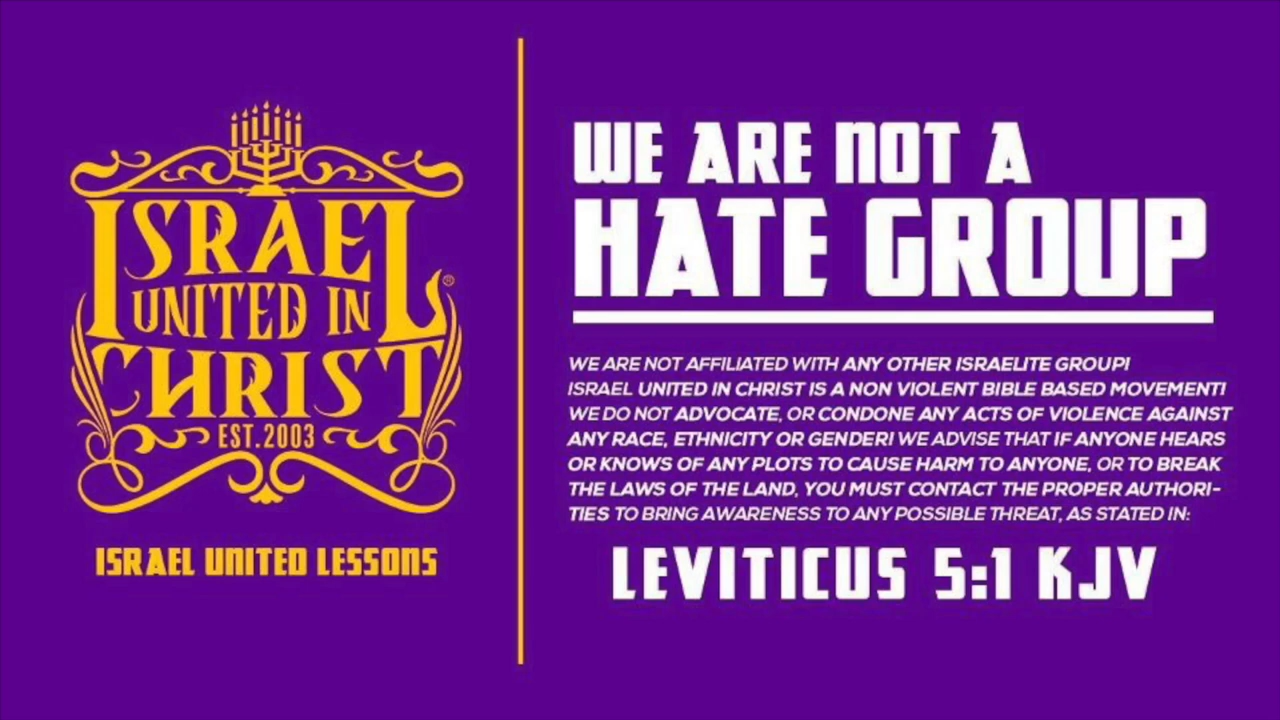 ISRAEL
UNITED IN
CHRIST
®
EST.2003
ISRAEL UNITED LESSONS
WE ARE NOT A
HATE GROUP
WE ARE NOT AFFILIATED WITH ANY OTHER ISRAELITE GROUP!
ISRAEL UNITED IN CHRIST IS A NON VIOLENT BIBLE BASED MOVEMENT!
WE DO NOT ADVOCATE, OR CONDONE ANY ACTS OF VIOLENCE AGAINST
ANY RACE, ETHNICITY OR GENDER! WE ADVISE THAT IF ANYONE HEARS
OR KNOWS OF ANY PLOTS TO CAUSE HARM TO ANYONE, OR TO BREAK
THE LAWS OF THE LAND, YOU MUST CONTACT THE PROPER AUTHORI-
TIES TO BRING AWARENESS TO ANY POSSIBLE THREAT, AS STATED IN:
LEVITICUS 5:1 KJV